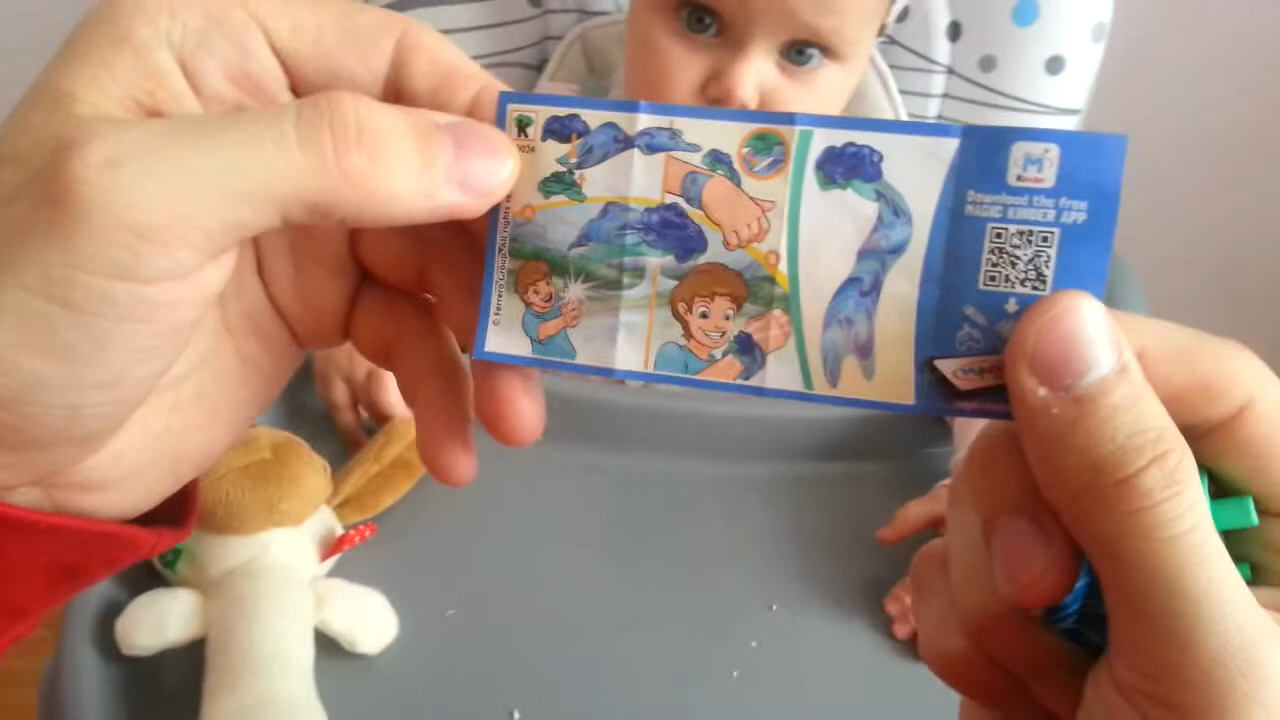 © Ferrero Group. All rights
M
Kinder
Download the free
MAGIC KINDER APP